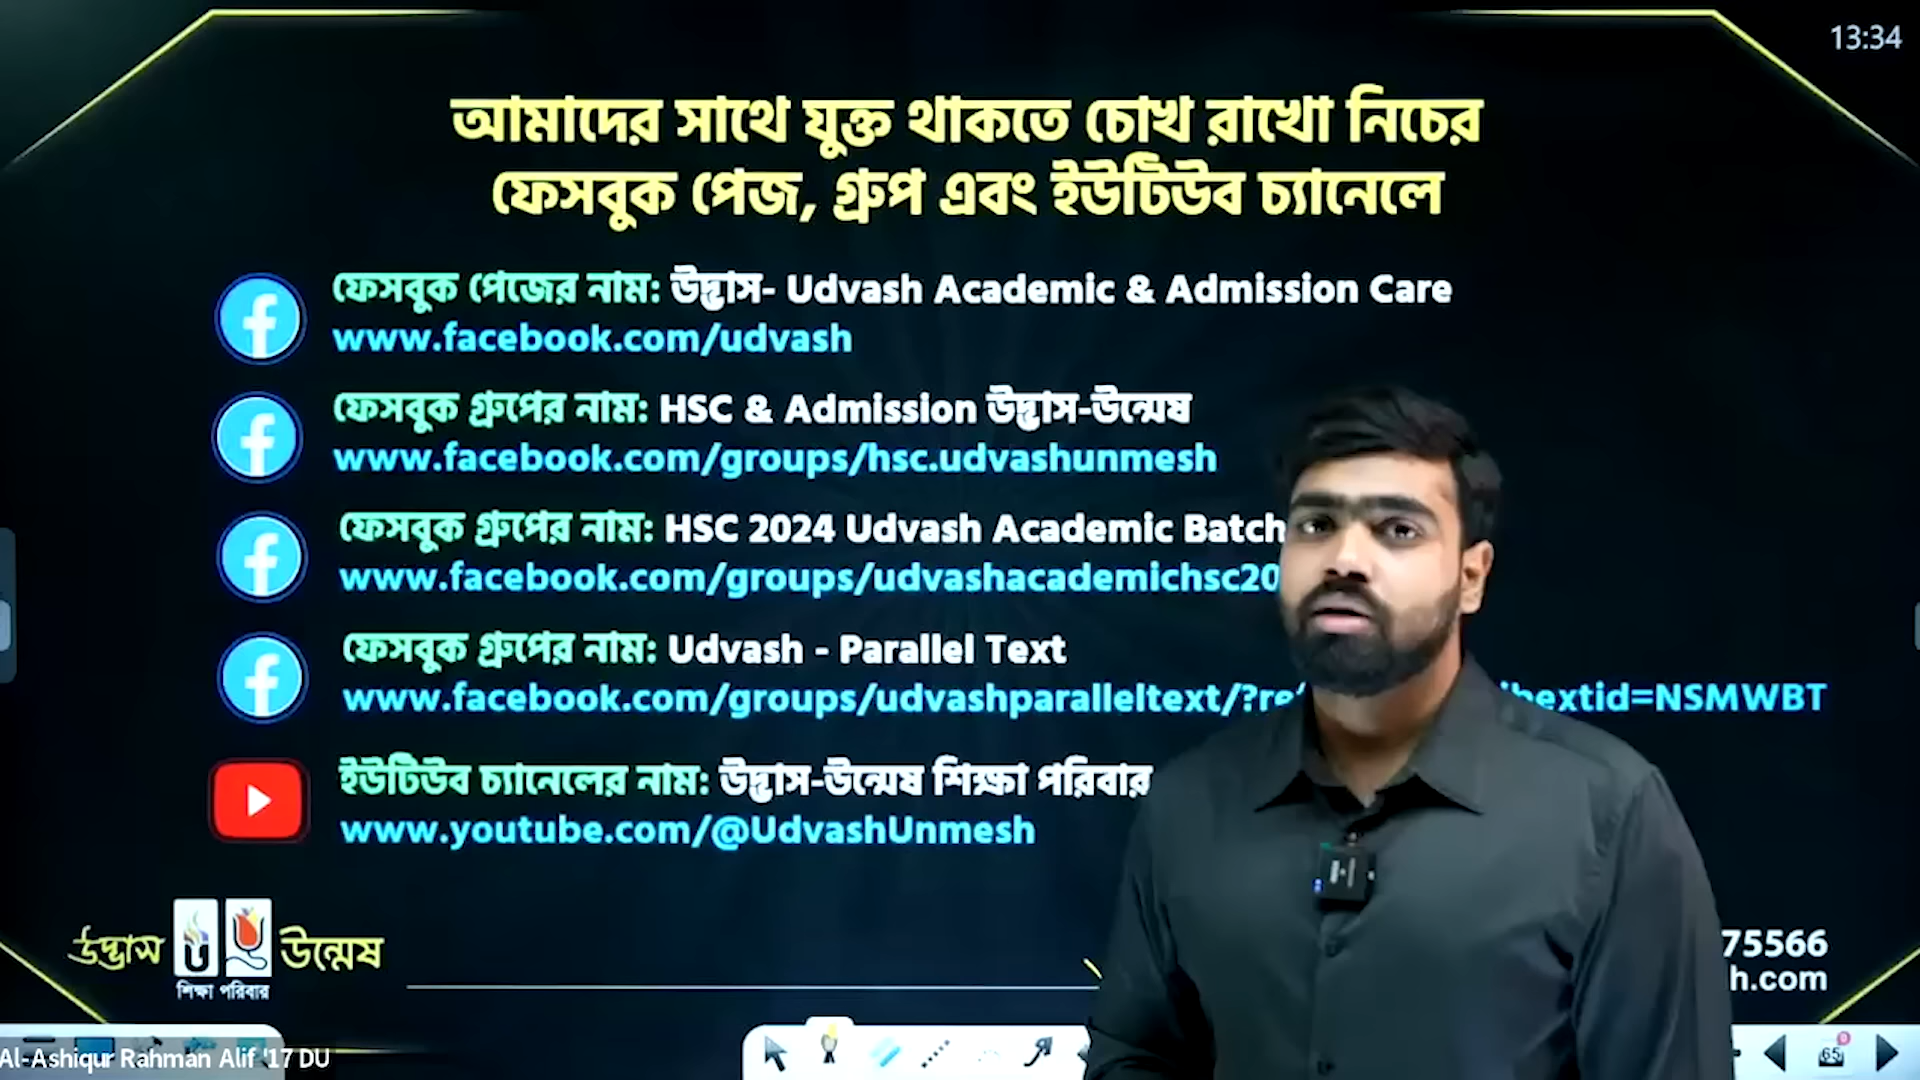 13:34
আমাদের সাথে যুক্ত থাকতে চোখ রাখো নিচের
ফেসবুক পেজ, গ্রুপ এবং ইউটিউব চ্যানেলে
ফেসবুক পেজের নাম: উদ্ভাস- Udvash Academic & Admission Care
www.facebook.com/udvash
ফেসবুক গ্রুপের নাম: HSC & Admission উদ্ভাস-উন্মেষ
www.facebook.com/groups/hsc.udvashunmesh
ফেসবুক গ্রুপের নাম: HSC 2024 Udvash Academic Batch
www.facebook.com/groups/udvashacademichsc20
ফেসবুক গ্রুপের নাম: Udvash - Parallel Text
www.facebook.com/groups/udvashparalleltext/?re bextid=NSMWBT
ইউটিউব চ্যানেলের নাম: উদ্ভাস-উন্মেষ শিক্ষা পরিবার
www.youtube.com/@UdvashUnmesh
উদ্ভাস উন্মেষ
শিক্ষা পরিবার
75566
h.com
Al-Ashiqur Rahman Alif '17 DU
65